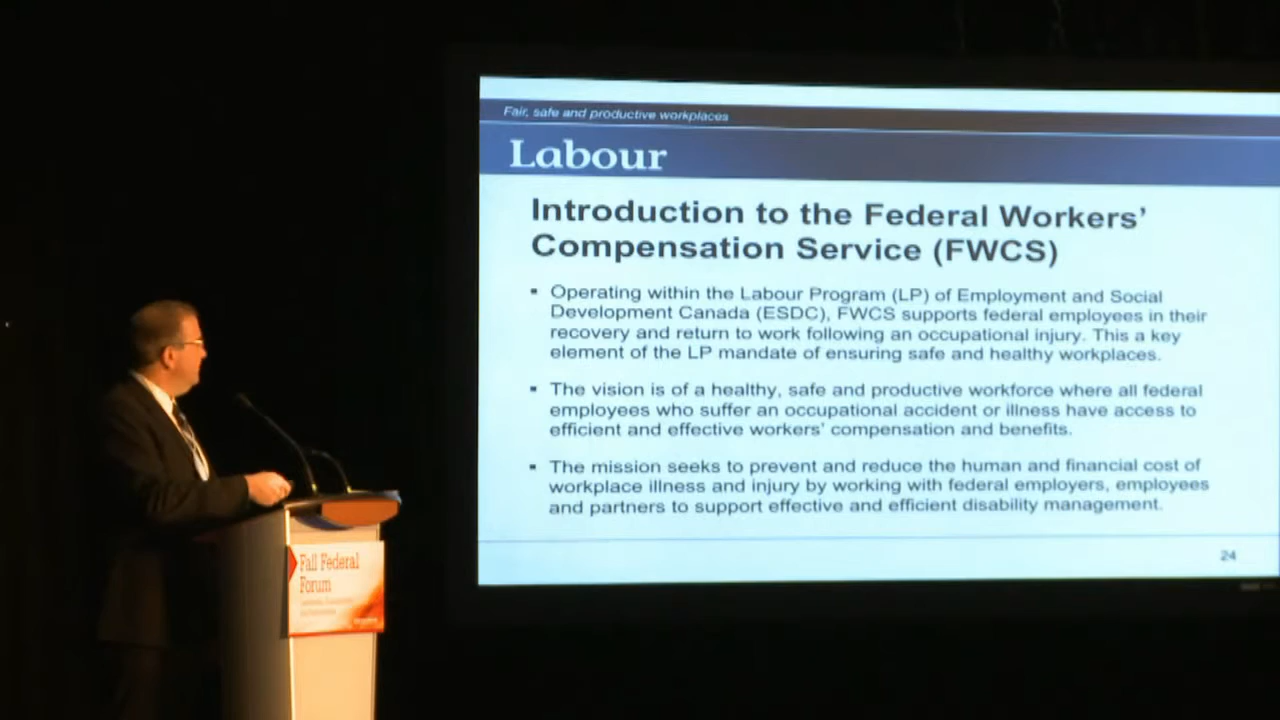 Fair, safe and productive workplaces
Labour
Introduction to the Federal Workers'
Compensation Service (FWCS)
▪ Operating within the Labour Program (LP) of Employment and Social
Development Canada (ESDC), FWCS supports federal employees in their
recovery and return to work following an occupational injury. This a key
element of the LP mandate of ensuring safe and healthy workplaces.
▪ The vision is of a healthy, safe and productive workforce where all federal
employees who suffer an occupational accident or illness have access to
efficient and effective workers' compensation and benefits.
▪ The mission seeks to prevent and reduce the human and financial cost of
workplace illness and injury by working with federal employers, employees
and partners to support effective and efficient disability management.
24
Fall Federal
Forum